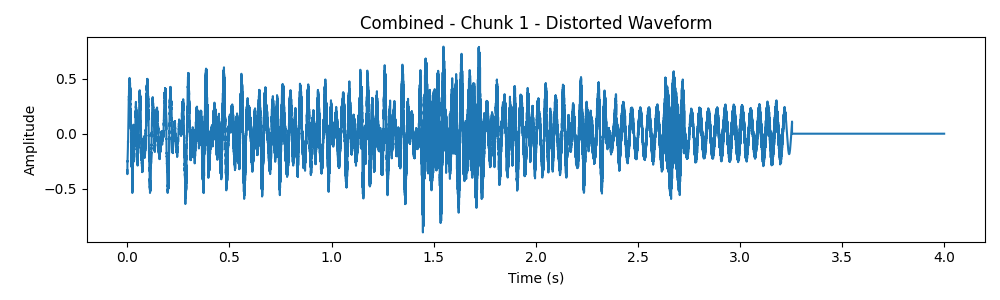 Combined - Chunk 1 - Distorted Waveform
Amplitude
0.5
0.0
−0.5
0.0 0.5 1.0 1.5 2.0 2.5 3.0 3.5 4.0
Time (s)